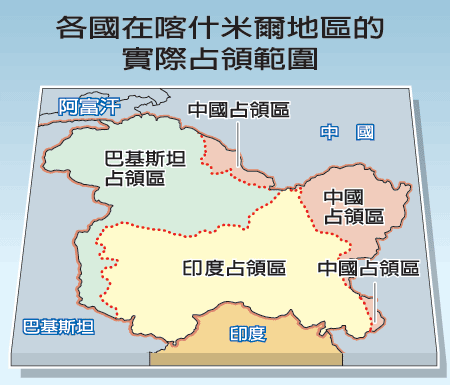 各國在喀什米爾地區的
實際占領範圍
阿富汗
中國占領區
中國
巴基斯坦
占領區
中國
占領區
印度占領區
中國占領區
巴基斯坦
印度